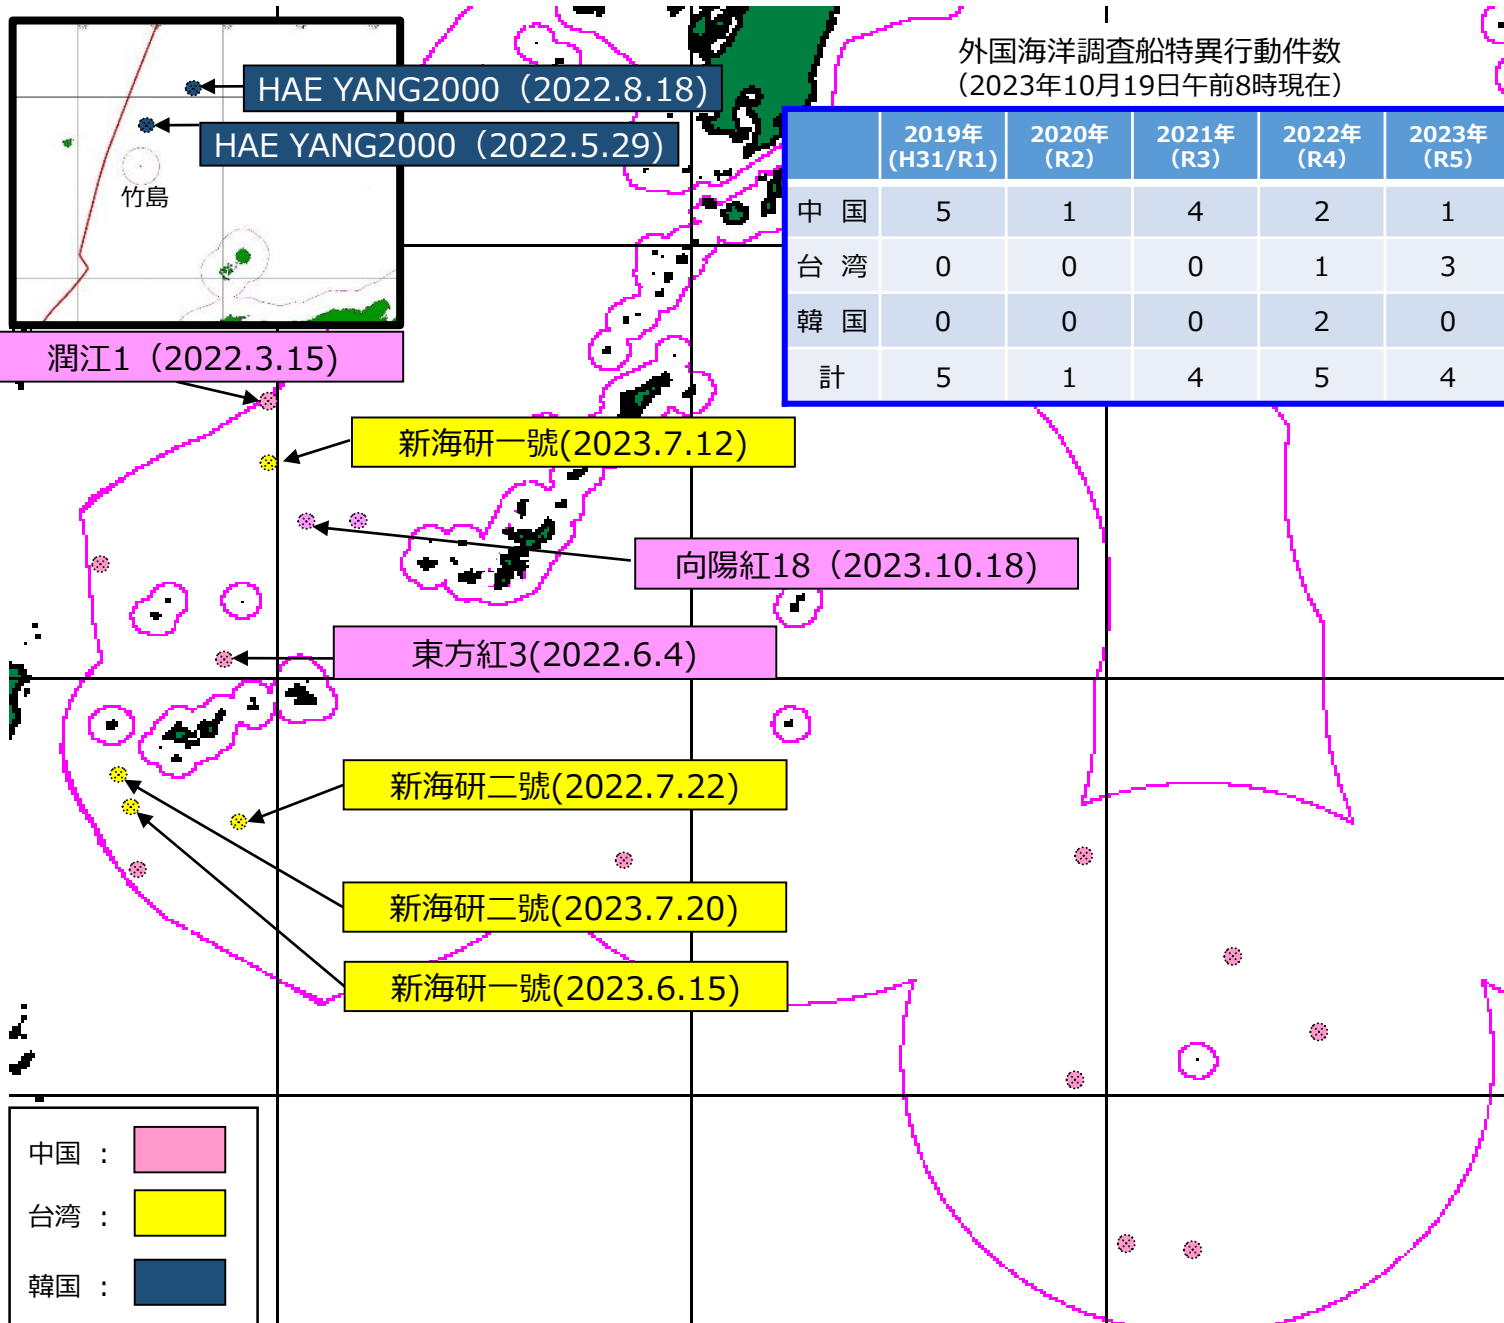 外国海洋調査船特異行動件数
（2023年10月19日午前8時現在）
2019年 2020年 2021年 2022年 2023年
(H31/R1) （R2） （R3） （R4） （R5）
中 国 5 1 4 2 1
台 湾 0 0 0 1 3
韓 国 0 0 0 2 0
計 5 1 4 5 4
HAE YANG2000（2022.8.18）
HAE YANG2000（2022.5.29）
竹島
潤江1（2022.3.15）
新海研一號(2023.7.12)
向陽紅18（2023.10.18）
東方紅3(2022.6.4)
新海研二號(2022.7.22)
新海研二號(2023.7.20)
新海研一號(2023.6.15)
中国 ：
台湾 ：
韓国 ：